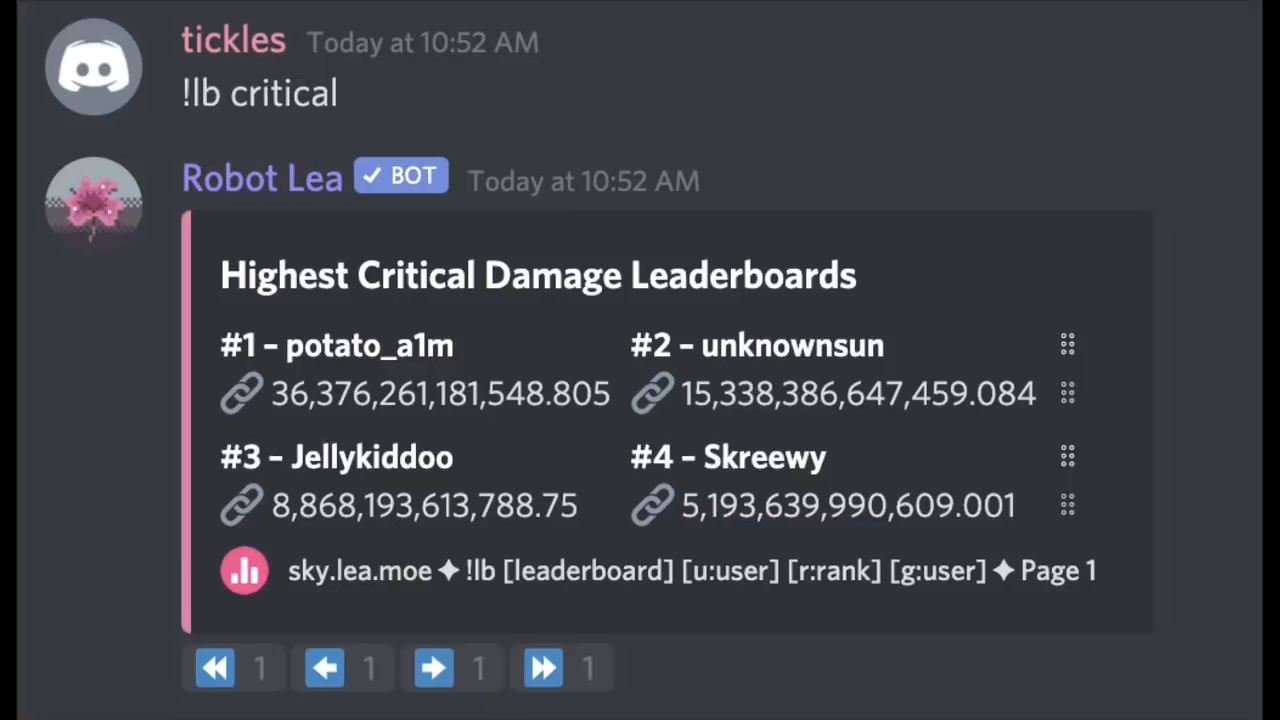 tickles Today at 10:52 AM
!lb critical
Robot Lea ✓ BOT Today at 10:52 AM
Highest Critical Damage Leaderboards
#1 – potato_a1m #2 – unknownsun
36,376,261,181,548.805 15,338,386,647,459.084
#3 – Jellykiddoo #4 – Skreewy
8,868,193,613,788.75 5,193,639,990,609.001
sky.lea.moe ✦ !lb [leaderboard] [u:user] [r:rank] [g:user] ✦ Page 1
1 1 1 1